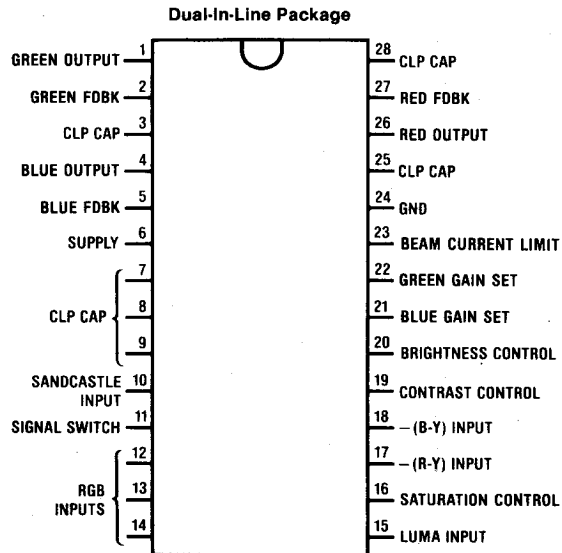 Dual-In-Line Package
GREEN OUTPUT 1
GREEN FDBK 2
CLP CAP 3
BLUE OUTPUT 4
BLUE FDBK 5
SUPPLY 6
7
CLP CAP 8
9
SANDCASTLE INPUT 10
SIGNAL SWITCH 11
12
RGB INPUTS 13
14
28 CLP CAP
27 RED FDBK
26 RED OUTPUT
25 CLP CAP
24 GND
23 BEAM CURRENT LIMIT
22 GREEN GAIN SET
21 BLUE GAIN SET
20 BRIGHTNESS CONTROL
19 CONTRAST CONTROL
18 –(B-Y) INPUT
17 –(R-Y) INPUT
16 SATURATION CONTROL
15 LUMA INPUT